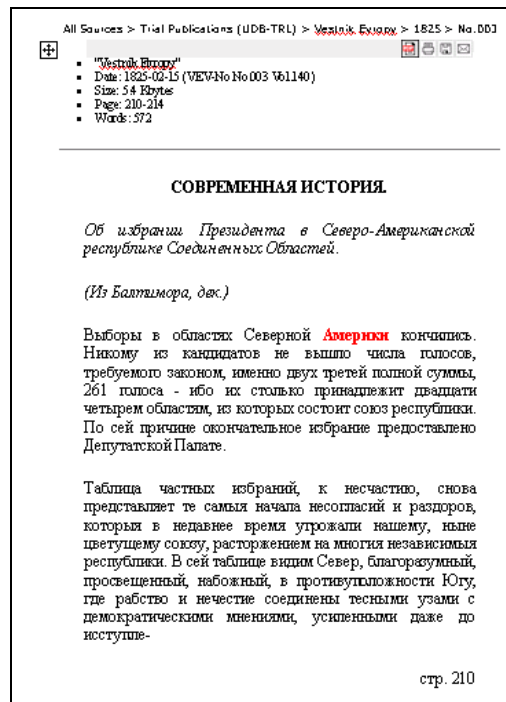 All Sources > Trial Publications (UDB-TRL) > Vestnik Evropy > 1825 > No.003
"Vestnik Evropy"
Date: 1825-02-15 (VEV-No No 003 Vol.140)
Size: 5.4 Kbytes
Page: 210-214
Words: 572
СОВРЕМЕННАЯ ИСТОРИЯ.
Об избрании Президента в Северо-Американской
республике Соединенных Областей.
(Из Балтимора, дек.)
Выборы в областях Северной Америки кончились.
Никому из кандидатов не вышло числа голосов,
требуемого законом, именно двух третей полной суммы,
261 голоса - ибо их столько принадлежит двадцати
четырем областям, из которых состоит союз республики.
По сей причине окончательное избрание предоставлено
Депутатской Палате.
Таблица частных избраний, к несчастию, снова
представляет те самыя начала несогласий и раздоров,
которыя в недавнее время угрожали нашему, ныне
цветущему союзу, расторжением на многия независимыя
республики. В сей таблице видим Север, благоразумный,
просвещенный, набожный, в противуположности Югу,
где рабство и нечестие соединены тесными узами с
демократическими мнениями, усиленными даже до
исступле-
стр. 210